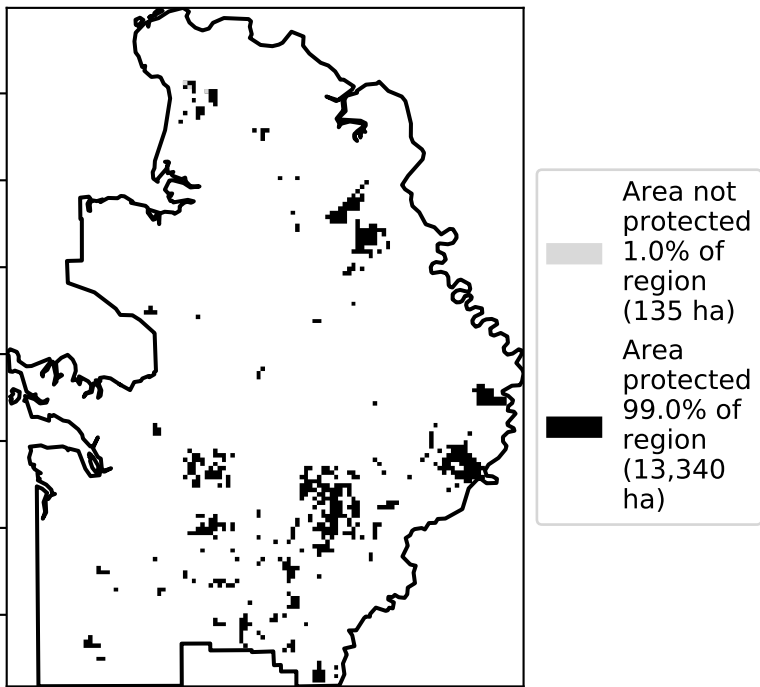 Area not
protected
1.0% of
region
(135 ha)
Area
protected
99.0% of
region
(13,340
ha)